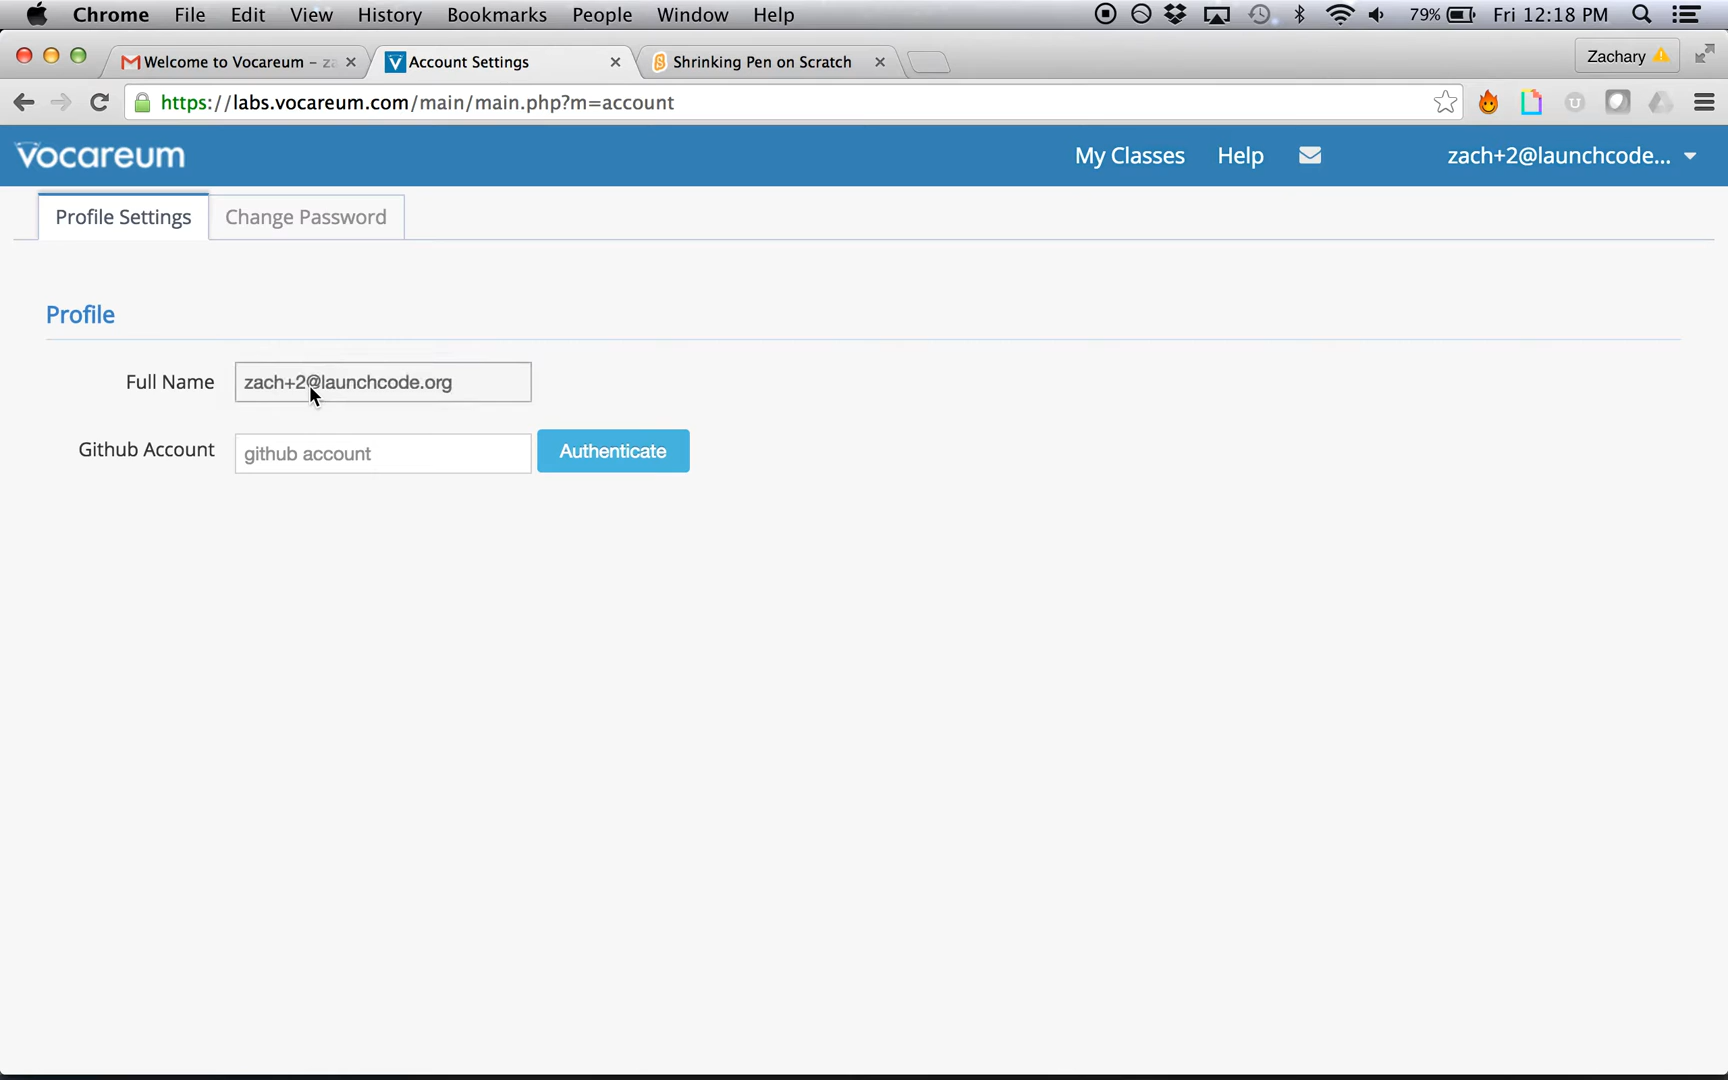 Chrome File Edit View History Bookmarks People Window Help 79% Fri 12:18 PM
Welcome to Vocareum – za Account Settings Shrinking Pen on Scratch Zachary
https://labs.vocareum.com/main/main.php?m=account
Vocareum My Classes Help zach+2@launchcode...
Profile Settings Change Password
Profile
Full Name zach+2@launchcode.org
Github Account github account Authenticate